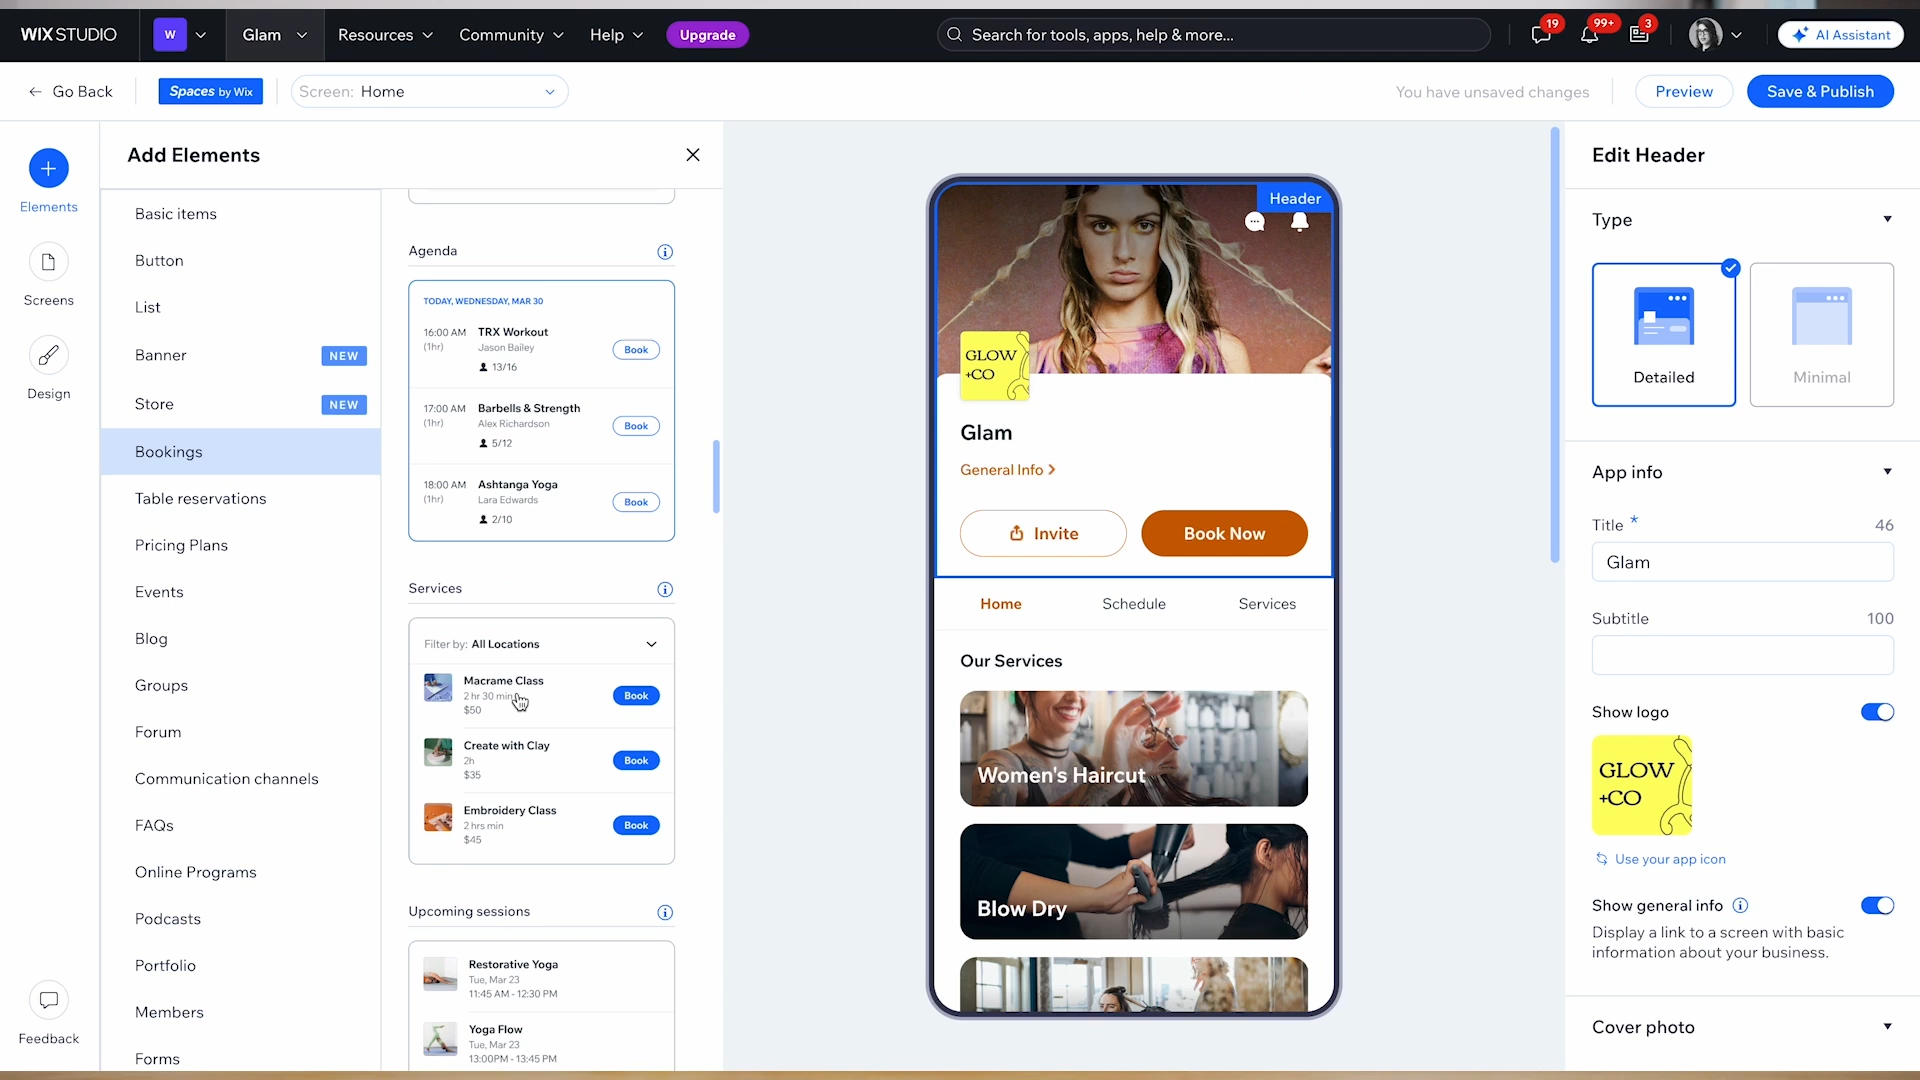 WIX STUDIO
W
Glam
Resources
Community
Help
Upgrade
Search for tools, apps, help & more...
19
99+
3
AI Assistant
Go Back
Spaces by Wix
Screen: Home
You have unsaved changes
Preview
Save & Publish
Elements
Screens
Design
Feedback
Add Elements
Basic items
Button
List
Banner NEW
Store NEW
Bookings
Table reservations
Pricing Plans
Events
Blog
Groups
Forum
Communication channels
FAQs
Online Programs
Podcasts
Portfolio
Members
Forms
Agenda
TODAY, WEDNESDAY, MAR 30
16:00 AM TRX Workout
(1hr) Jason Bailey
13/16
Book
17:00 AM Barbells & Strength
(1hr) Alex Richardson
5/12
Book
18:00 AM Ashtanga Yoga
(1hr) Lara Edwards
2/10
Book
Services
Filter by: All Locations
Macrame Class
2 hr 30 min
$50
Book
Create with Clay
2h
$35
Book
Embroidery Class
2 hrs min
$45
Book
Upcoming sessions
Restorative Yoga
Tue, Mar 23
11:45 AM - 12:30 PM
Yoga Flow
Tue, Mar 23
13:00PM - 13:45 PM
Header
GLOW
+CO
Glam
General Info
Invite
Book Now
Home Schedule Services
Our Services
Women's Haircut
Blow Dry
Edit Header
Type
Detailed
Minimal
App info
Title * 46
Glam
Subtitle 100
Show logo
GLOW
+CO
Use your app icon
Show general info
Display a link to a screen with basic
information about your business.
Cover photo